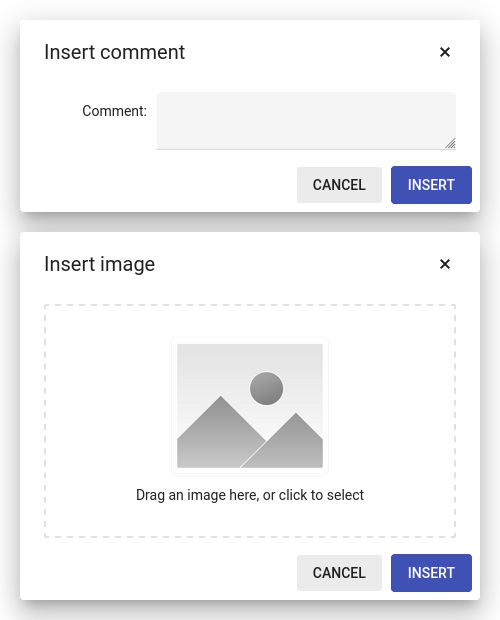 Insert comment ×
Comment:
CANCEL INSERT
Insert image ×
Drag an image here, or click to select
CANCEL INSERT